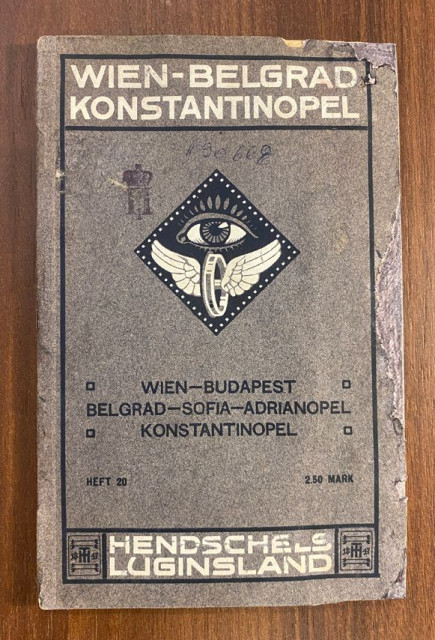 WIEN-BELGRAD
KONSTANTINOPEL
WIEN—BUDAPEST
BELGRAD—SOFIA—ADRIANOPEL
KONSTANTINOPEL
HEFT 20
2.50 MARK
HENDSCHELS
LUGINSLAND